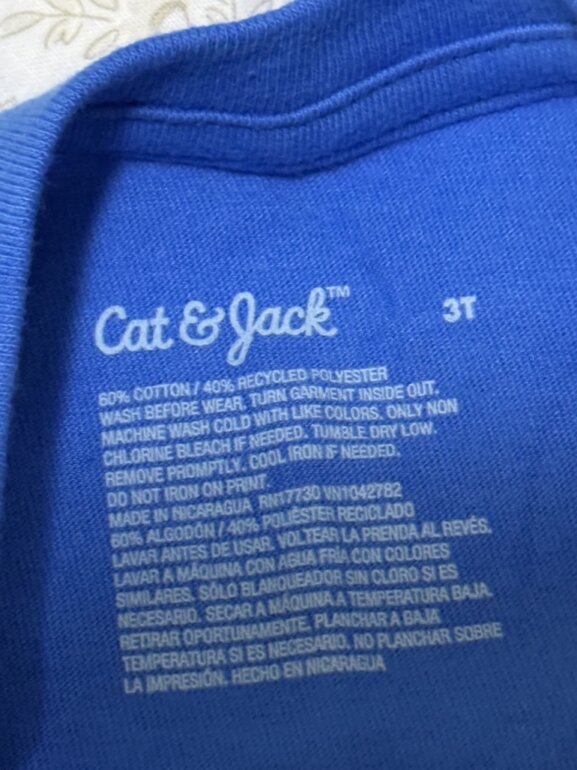 Cat & Jack™
3T
60% COTTON / 40% RECYCLED POLYESTER
WASH BEFORE WEAR. TURN GARMENT INSIDE OUT.
MACHINE WASH COLD WITH LIKE COLORS. ONLY NON
CHLORINE BLEACH IF NEEDED. TUMBLE DRY LOW.
REMOVE PROMPTLY. COOL IRON IF NEEDED.
DO NOT IRON ON PRINT.
MADE IN NICARAGUA RN17730 VN1042782
60% ALGODÓN / 40% POLIÉSTER RECICLADO
LAVAR ANTES DE USAR. VOLTEAR LA PRENDA AL REVÉS.
LAVAR A MÁQUINA CON AGUA FRÍA CON COLORES
SIMILARES. SÓLO BLANQUEADOR SIN CLORO SI ES
NECESARIO. SECAR A MÁQUINA A TEMPERATURA BAJA.
RETIRAR OPORTUNAMENTE. PLANCHAR A BAJA
TEMPERATURA SI ES NECESARIO. NO PLANCHAR SOBRE
LA IMPRESIÓN. HECHO EN NICARAGUA